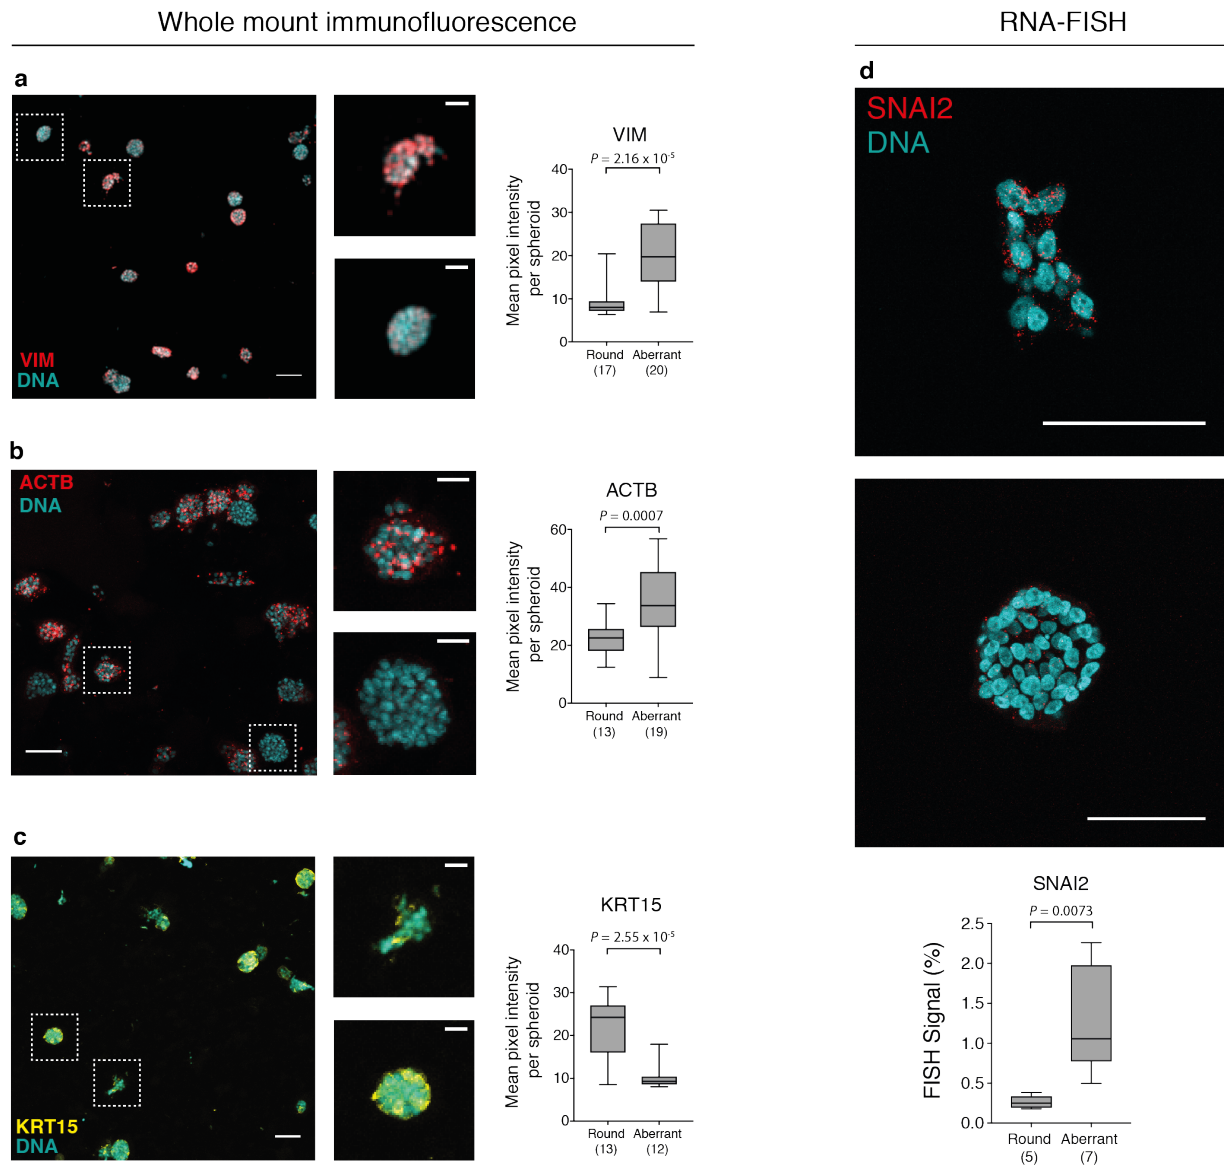 Whole mount immunofluorescence
a
VIM
DNA
VIM
P = 2.16 x 10-5
Mean pixel intensity
per spheroid
40
30
20
10
0
Round
(17)
Aberrant
(20)
b
ACTB
DNA
ACTB
P = 0.0007
Mean pixel intensity
per spheroid
60
40
20
0
Round
(13)
Aberrant
(19)
c
KRT15
DNA
KRT15
P = 2.55 x 10-5
Mean pixel intensity
per spheroid
40
30
20
10
0
Round
(13)
Aberrant
(12)
RNA-FISH
d
SNAI2
DNA
SNAI2
P = 0.0073
FISH Signal (%)
2.5
2.0
1.5
1.0
0.5
0.0
Round
(5)
Aberrant
(7)